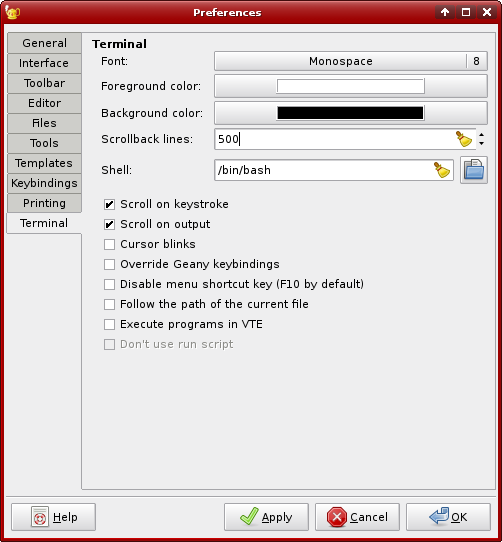 Preferences
General
Interface
Toolbar
Editor
Files
Tools
Templates
Keybindings
Printing
Terminal
Terminal
Font: Monospace 8
Foreground color:
Background color:
Scrollback lines: 500
Shell: /bin/bash
Scroll on keystroke
Scroll on output
Cursor blinks
Override Geany keybindings
Disable menu shortcut key (F10 by default)
Follow the path of the current file
Execute programs in VTE
Don't use run script
Help Apply Cancel OK